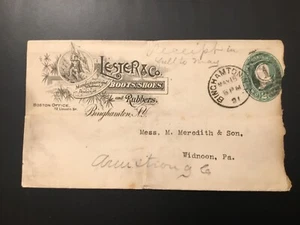 LESTER & Co.
BOOTS & SHOES
and Rubbers.
BOSTON OFFICE,
Binghamton, N.Y.
BINGHAMTON
Mess. M. Meredith & Son,
Widnoon, Pa.
Armstrong Co